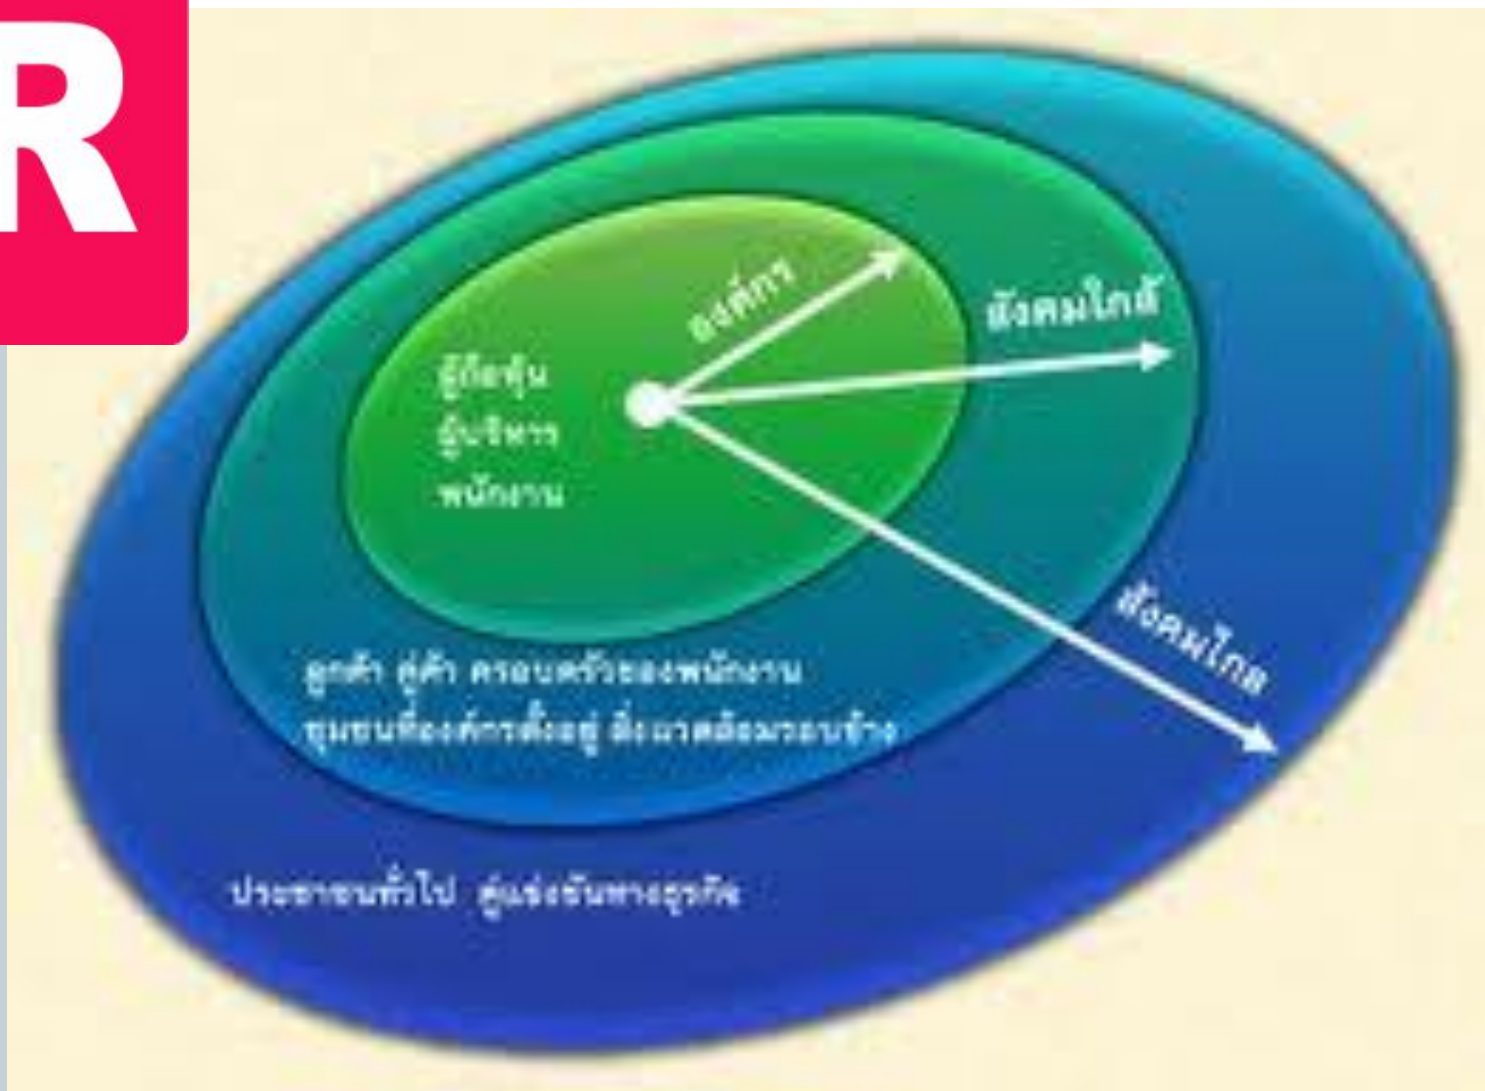 R
องค์กร
สังคมใกล้
ผู้ถือหุ้น
ผู้บริหาร
พนักงาน
สังคมไกล
ลูกค้า คู่ค้า ครอบครัวของพนักงาน
ชุมชนที่องค์กรตั้งอยู่ สิ่งแวดล้อมรอบข้าง
ประชาชนทั่วไป คู่แข่งขันทางธุรกิจ